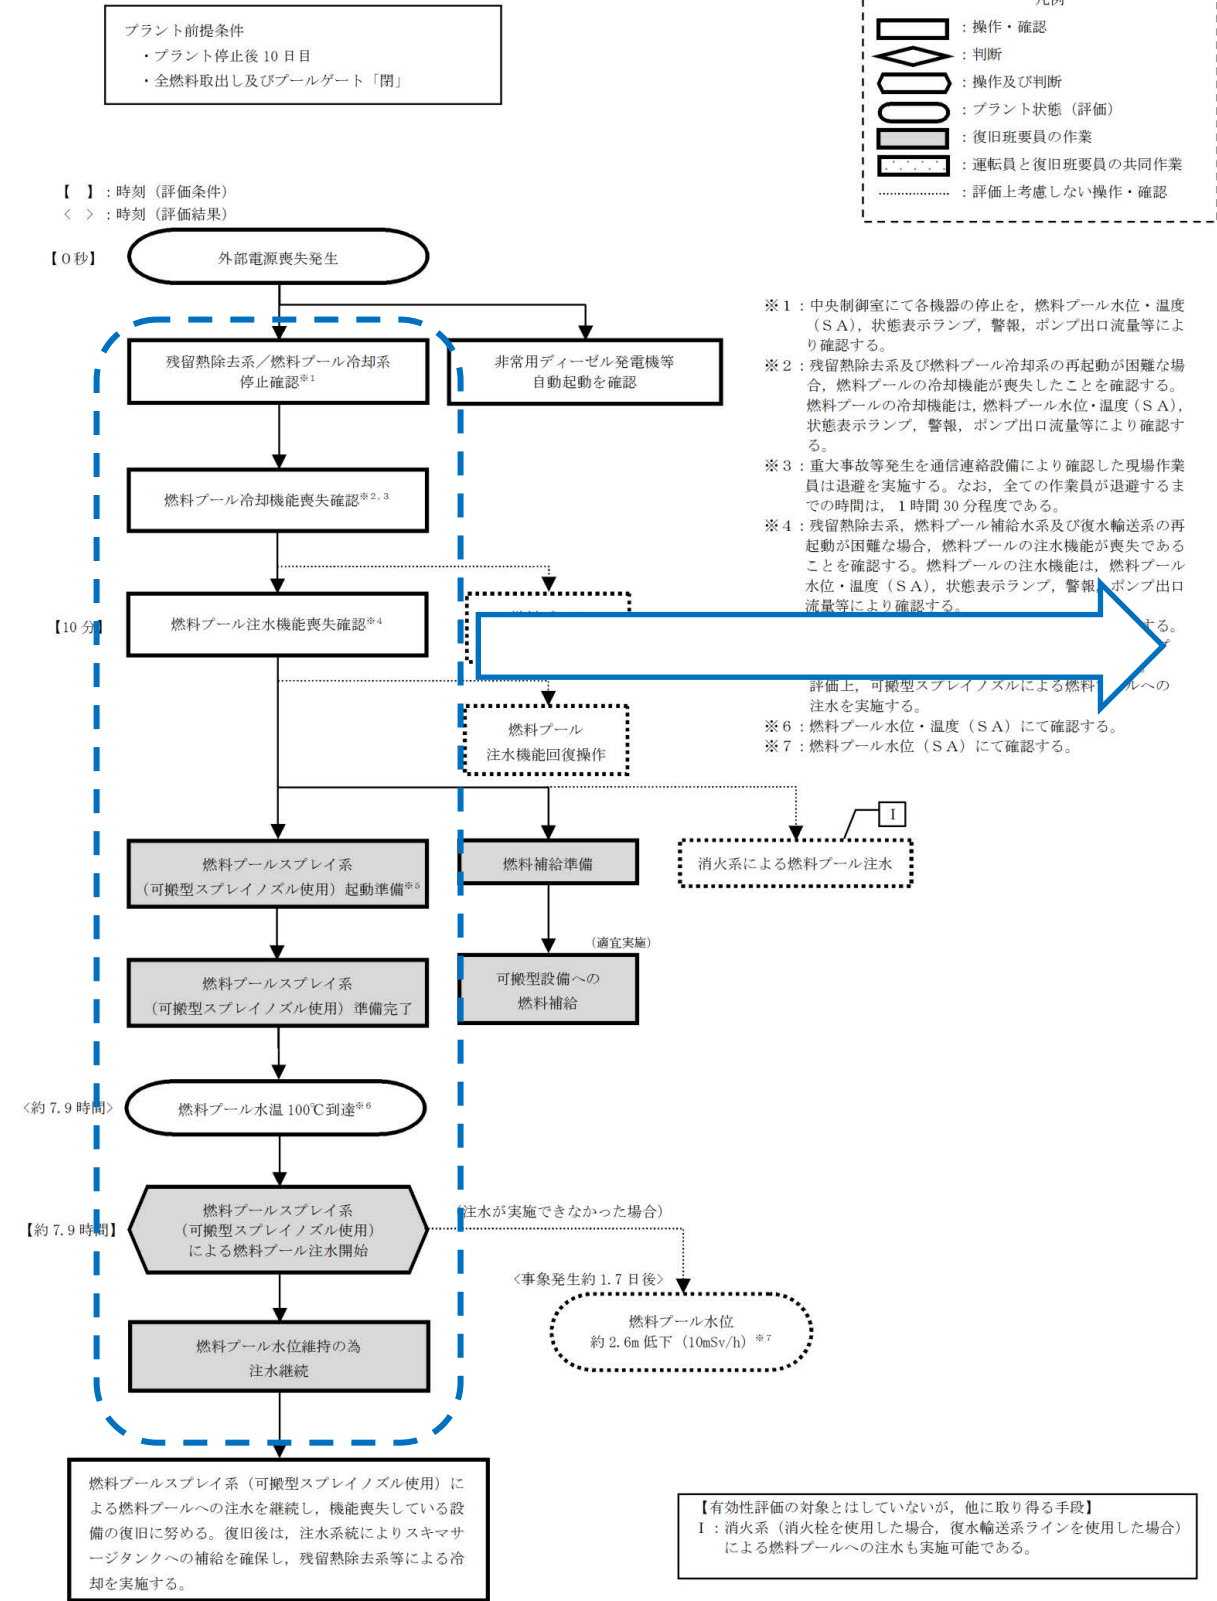 プラント前提条件
・プラント停止後 10 日目
・全燃料取出し及びプールゲート「閉」
：操作・確認
：判断
：操作及び判断
：プラント状態（評価）
：復旧班要員の作業
：運転員と復旧班要員の共同作業
：評価上考慮しない操作・確認
【　】：時刻（評価条件）
＜　＞：時刻（評価結果）
【０秒】
外部電源喪失発生
残留熱除去系／燃料プール冷却系
停止確認※1
非常用ディーゼル発電機等
自動起動を確認
燃料プール冷却機能喪失確認※2, 3
【10 分】
燃料プール注水機能喪失確認※4
燃料プール
注水機能回復操作
燃料プールスプレイ系
（可搬型スプレイノズル使用）起動準備※5
燃料補給準備
消火系による燃料プール注水
Ｉ
（適宜実施）
燃料プールスプレイ系
（可搬型スプレイノズル使用）準備完了
可搬型設備への
燃料補給
＜約 7.9 時間＞
燃料プール水温 100℃到達※6
【約 7.9 時間】
燃料プールスプレイ系
（可搬型スプレイノズル使用）
による燃料プール注水開始
（注水が実施できなかった場合）
＜事象発生約 1.7 日後＞
燃料プール水位
約 2.6m 低下（10mSv/h）※7
燃料プール水位維持の為
注水継続
燃料プールスプレイ系（可搬型スプレイノズル使用）に
よる燃料プールへの注水を継続し，機能喪失している設
備の復旧に努める。復旧後は，注水系統によりスキマサ
ージタンクへの補給を確保し，残留熱除去系等による冷
却を実施する。
※１：中央制御室にて各機器の停止を，燃料プール水位・温度
（ＳＡ），状態表示ランプ，警報，ポンプ出口流量等によ
り確認する。
※２：残留熱除去系及び燃料プール冷却系の再起動が困難な場
合，燃料プールの冷却機能が喪失したことを確認する。
燃料プールの冷却機能は，燃料プール水位・温度（ＳＡ），
状態表示ランプ，警報，ポンプ出口流量等により確認す
る。
※３：重大事故等発生を通信連絡設備により確認した現場作業
員は退避を実施する。なお，全ての作業員が退避するま
での時間は，１時間 30 分程度である。
※４：残留熱除去系，燃料プール補給水系及び復水輸送系の再
起動が困難な場合，燃料プールの注水機能が喪失である
ことを確認する。燃料プールの注水機能は，燃料プール
水位・温度（ＳＡ），状態表示ランプ，警報，ポンプ出口
流量等により確認する。
する。
評価上，可搬型スプレイノズルによる燃料プールへの
注水を実施する。
※６：燃料プール水位・温度（ＳＡ）にて確認する。
※７：燃料プール水位（ＳＡ）にて確認する。
【有効性評価の対象とはしていないが，他に取り得る手段】
Ｉ：消火系（消火栓を使用した場合，復水輸送系ラインを使用した場合）
による燃料プールへの注水も実施可能である。